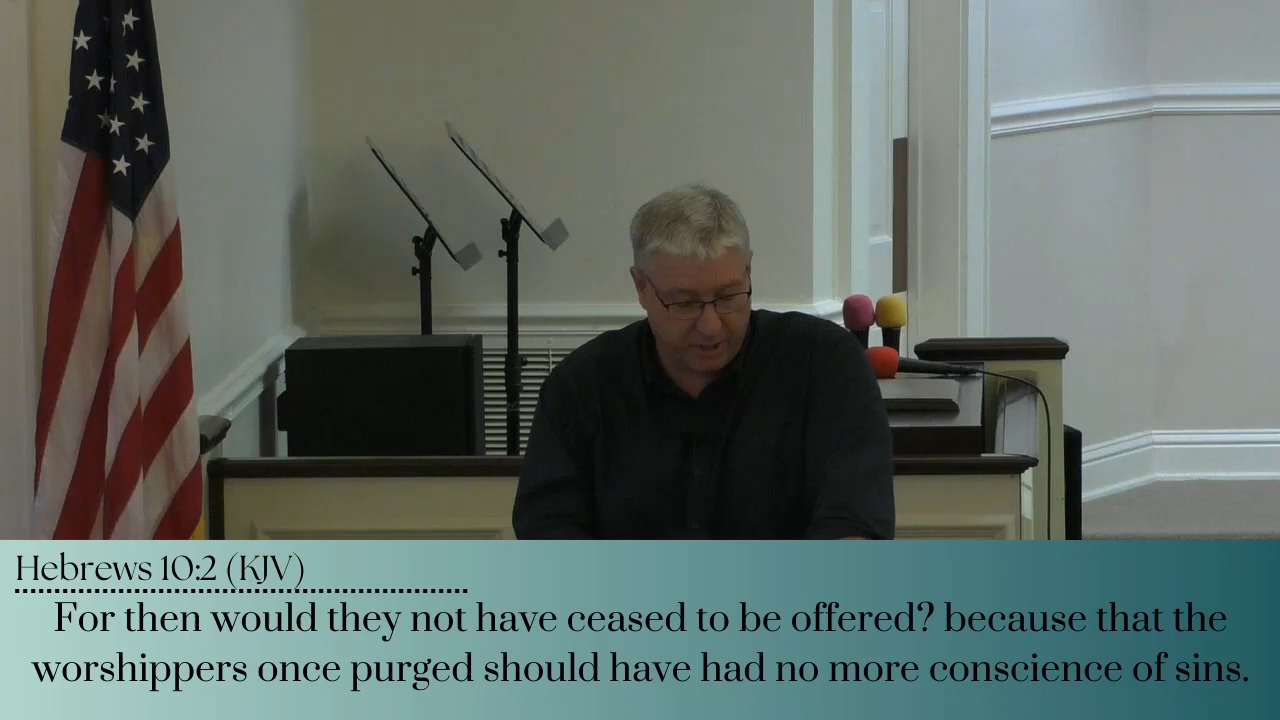 Hebrews 10:2 (KJV)
For then would they not have ceased to be offered? because that the
worshippers once purged should have had no more conscience of sins.